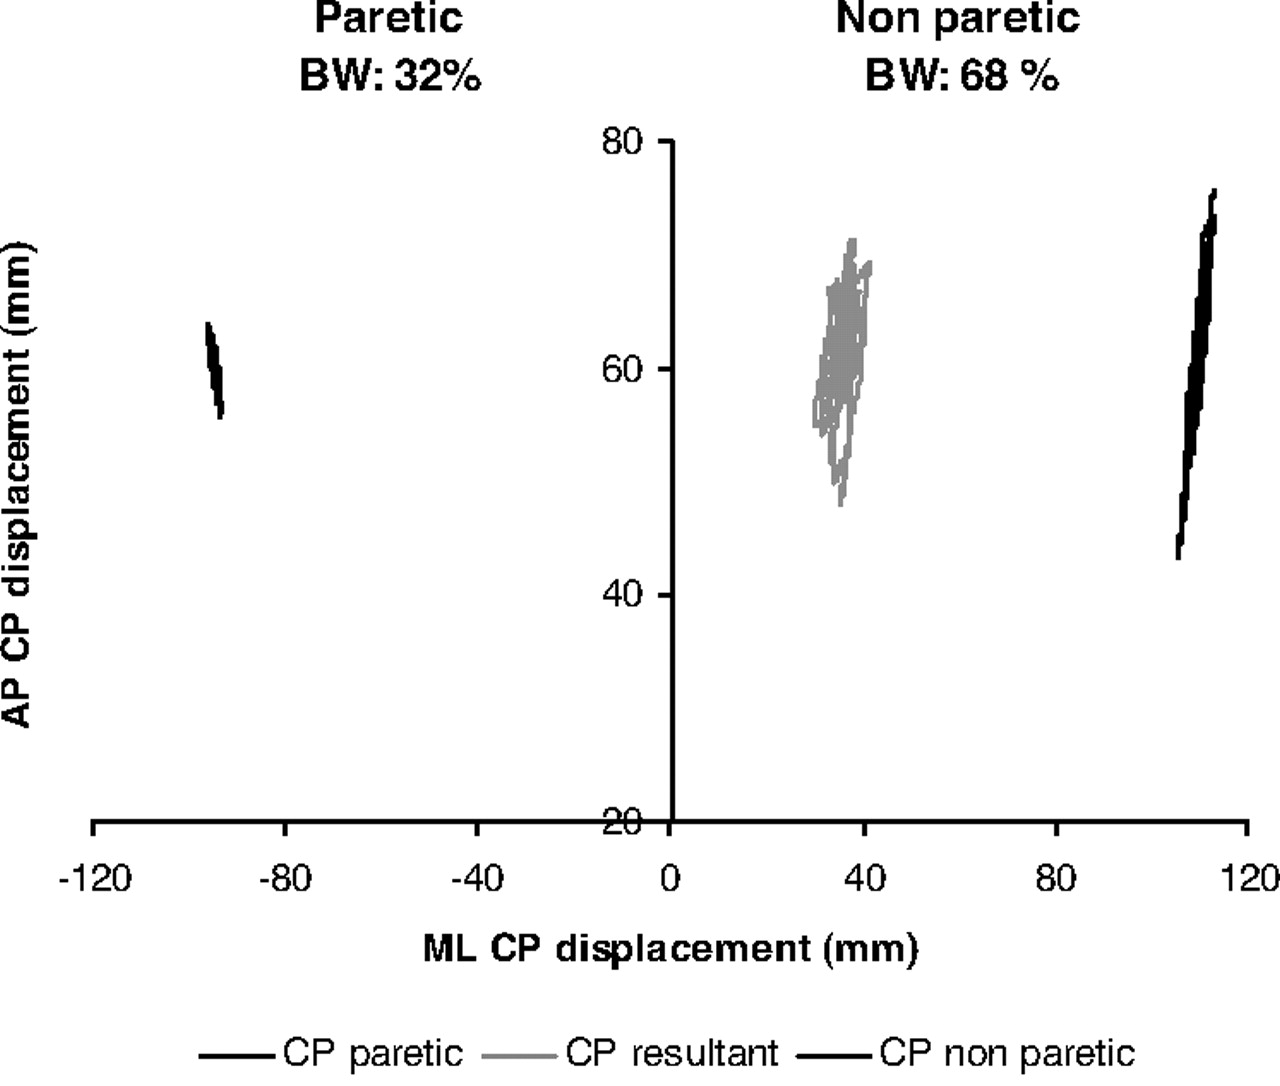 Paretic
BW: 32%
Non paretic
BW: 68 %
AP CP displacement (mm)
80
60
40
20
-120
-80
-40
0
40
80
120
ML CP displacement (mm)
CP paretic
CP resultant
CP non paretic